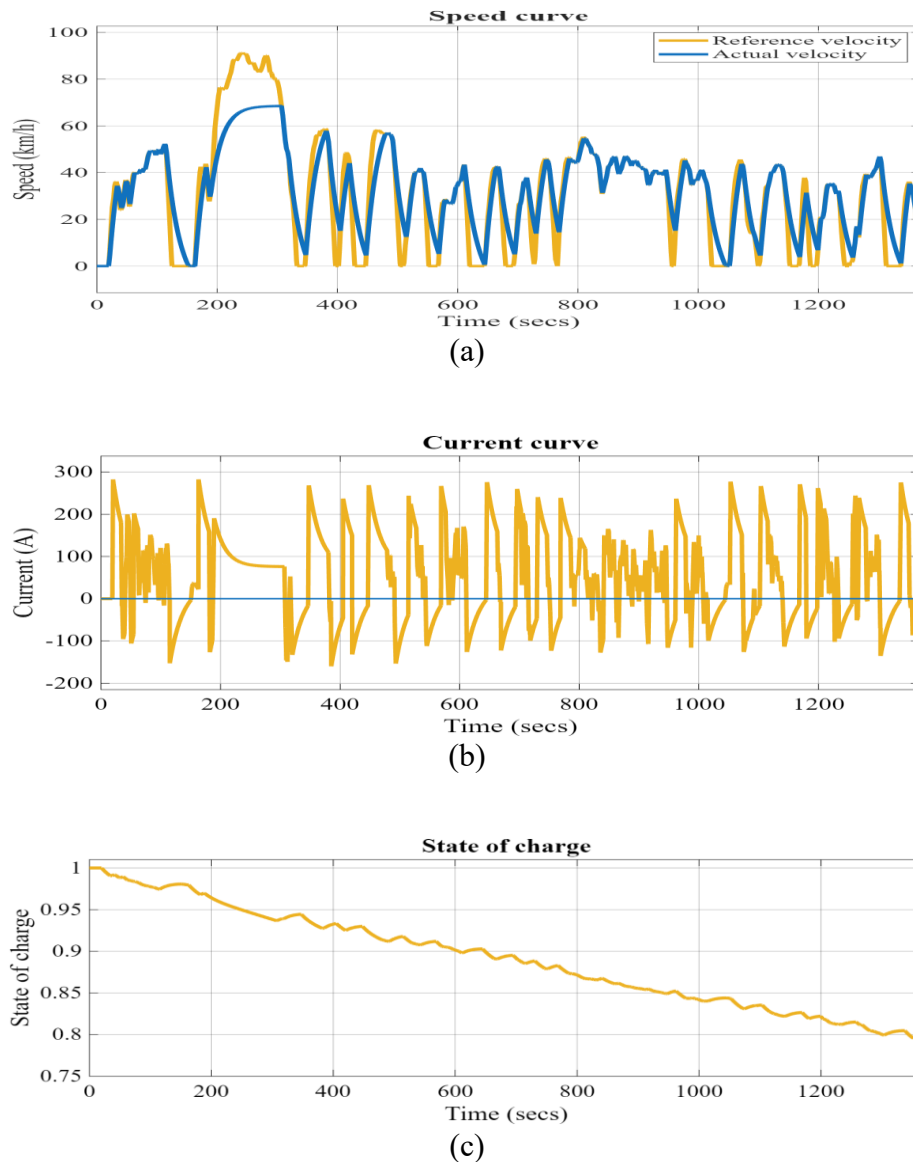 Speed curve
100
80
60
40
20
0
Speed (km/h)
Reference velocity
Actual velocity
0 200 400 600 800 1000 1200
Time (secs)
(a)
Current curve
300
200
100
0
-100
-200
Current (A)
0 200 400 600 800 1000 1200
Time (secs)
(b)
State of charge
1
0.95
0.9
0.85
0.8
0.75
State of charge
0 200 400 600 800 1000 1200
Time (secs)
(c)